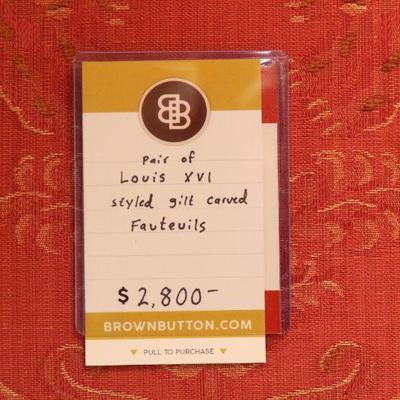 BB
pair of
Louis XVI
styled gilt carved
Fauteuils
$2,800-
BROWNBUTTON.COM
▼ PULL TO PURCHASE ▼